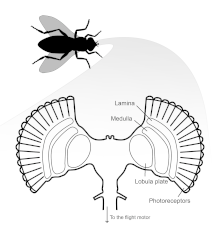 Lamina
Medulla
Lobula plate
Photoreceptors
To the flight motor